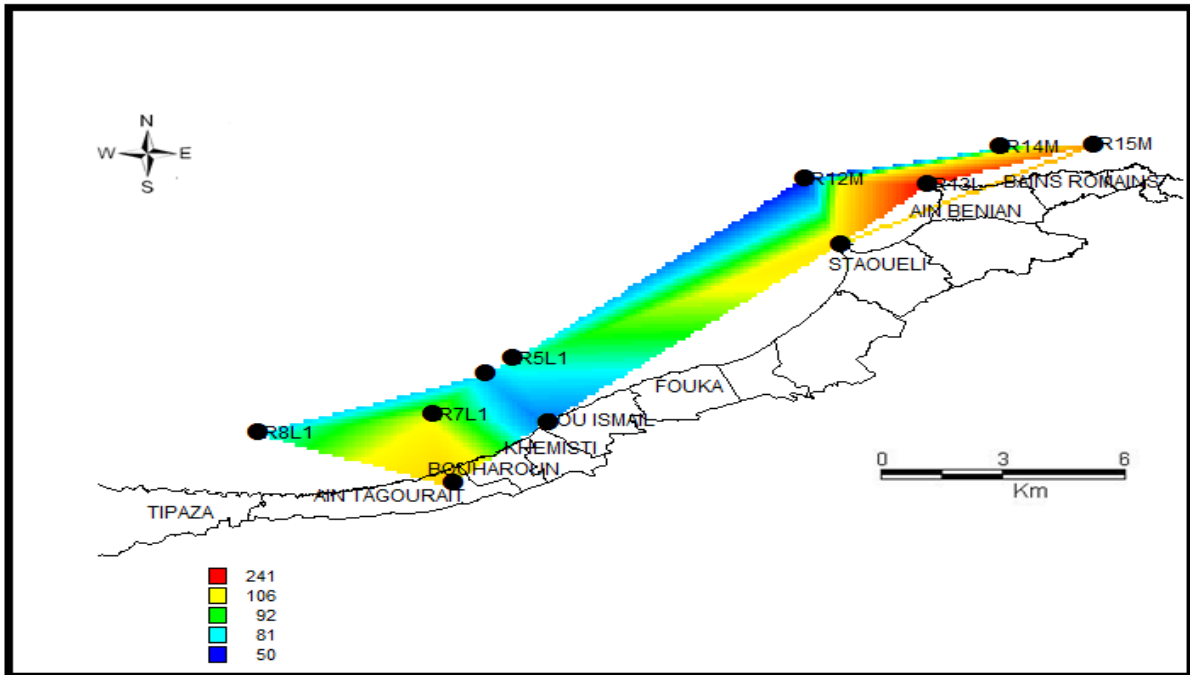 N
W E
S
R14M R15M
R12M
R13L
BAINS ROMAINS
AIN BENIAN
STAOUELI
R5L1
FOUKA
R7L1
OU ISMAIL
R8L1
KHEMISTI
BOUHAROUN
AIN TAGOURAIT
TIPAZA
0 3 6
Km
241
106
92
81
50